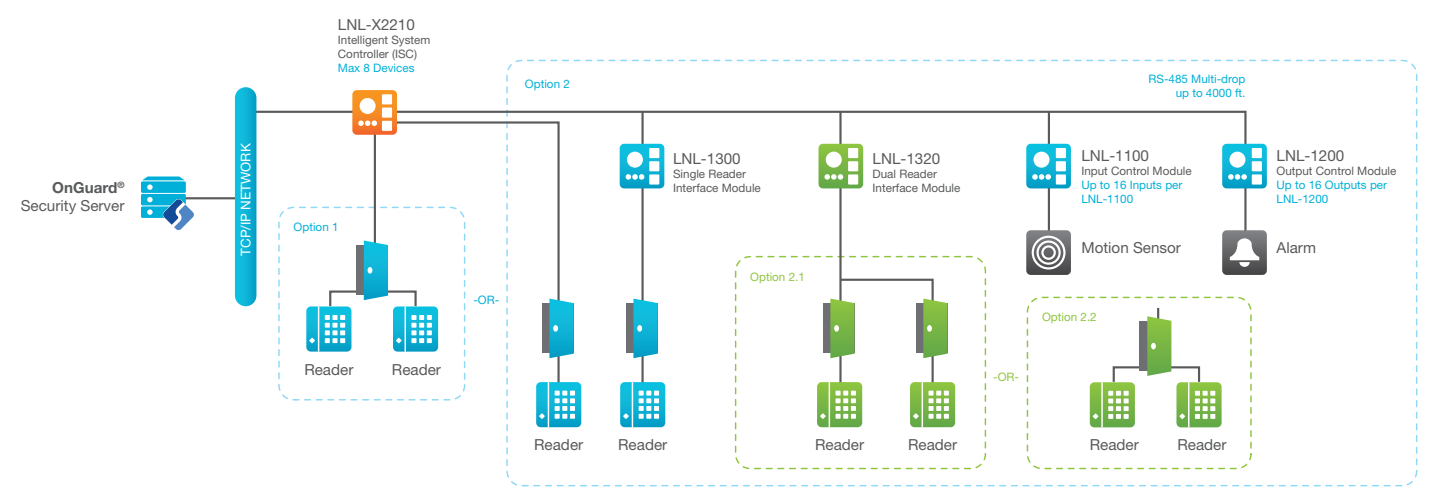 LNL-X2210
Intelligent System
Controller (ISC)
Max 8 Devices
Option 2
RS-485 Multi-drop
up to 4000 ft.
OnGuard®
Security Server
TCP/IP NETWORK
LNL-1300
Single Reader
Interface Module
LNL-1320
Dual Reader
Interface Module
LNL-1100
Input Control Module
Up to 16 Inputs per
LNL-1100
LNL-1200
Output Control Module
Up to 16 Outputs per
LNL-1200
Option 1
Motion Sensor
Alarm
Reader
Reader
-OR-
Option 2.1
Option 2.2
-OR-
Reader
Reader
Reader
Reader
Reader
Reader